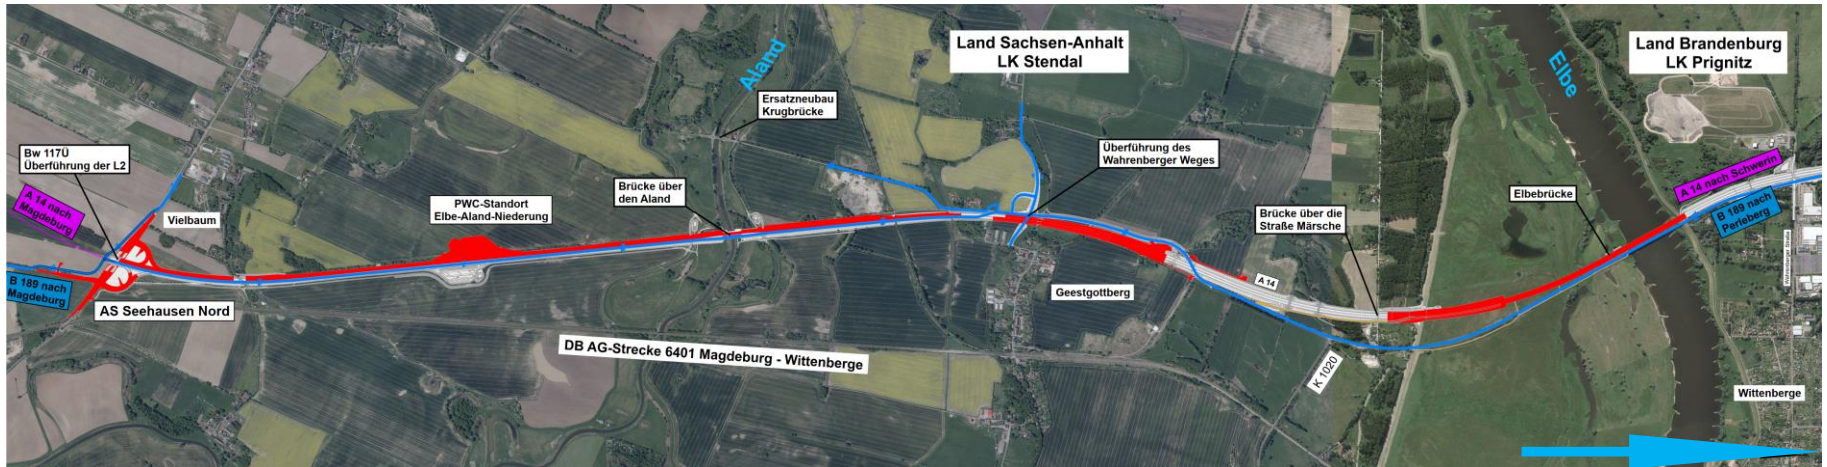 Land Sachsen-Anhalt
LK Stendal
Land Brandenburg
LK Prignitz
Aland
Elbe
Ersatzneubau
Krugbrücke
Bw 117Ü
Überführung der L2
Überführung des
Wahrenberger Weges
A 14 nach
Magdeburg
Vielbaum
PWC-Standort
Elbe-Aland-Niederung
Brücke über
den Aland
Elbebrücke
A 14 nach Schwerin
B 189 nach
Perleberg
Brücke über die
Straße Märsche
B 189 nach
Magdeburg
AS Seehausen Nord
Geestgottberg
A 14
Wahrenberger Straße
DB AG-Strecke 6401 Magdeburg - Wittenberge
K 1020
Wittenberge